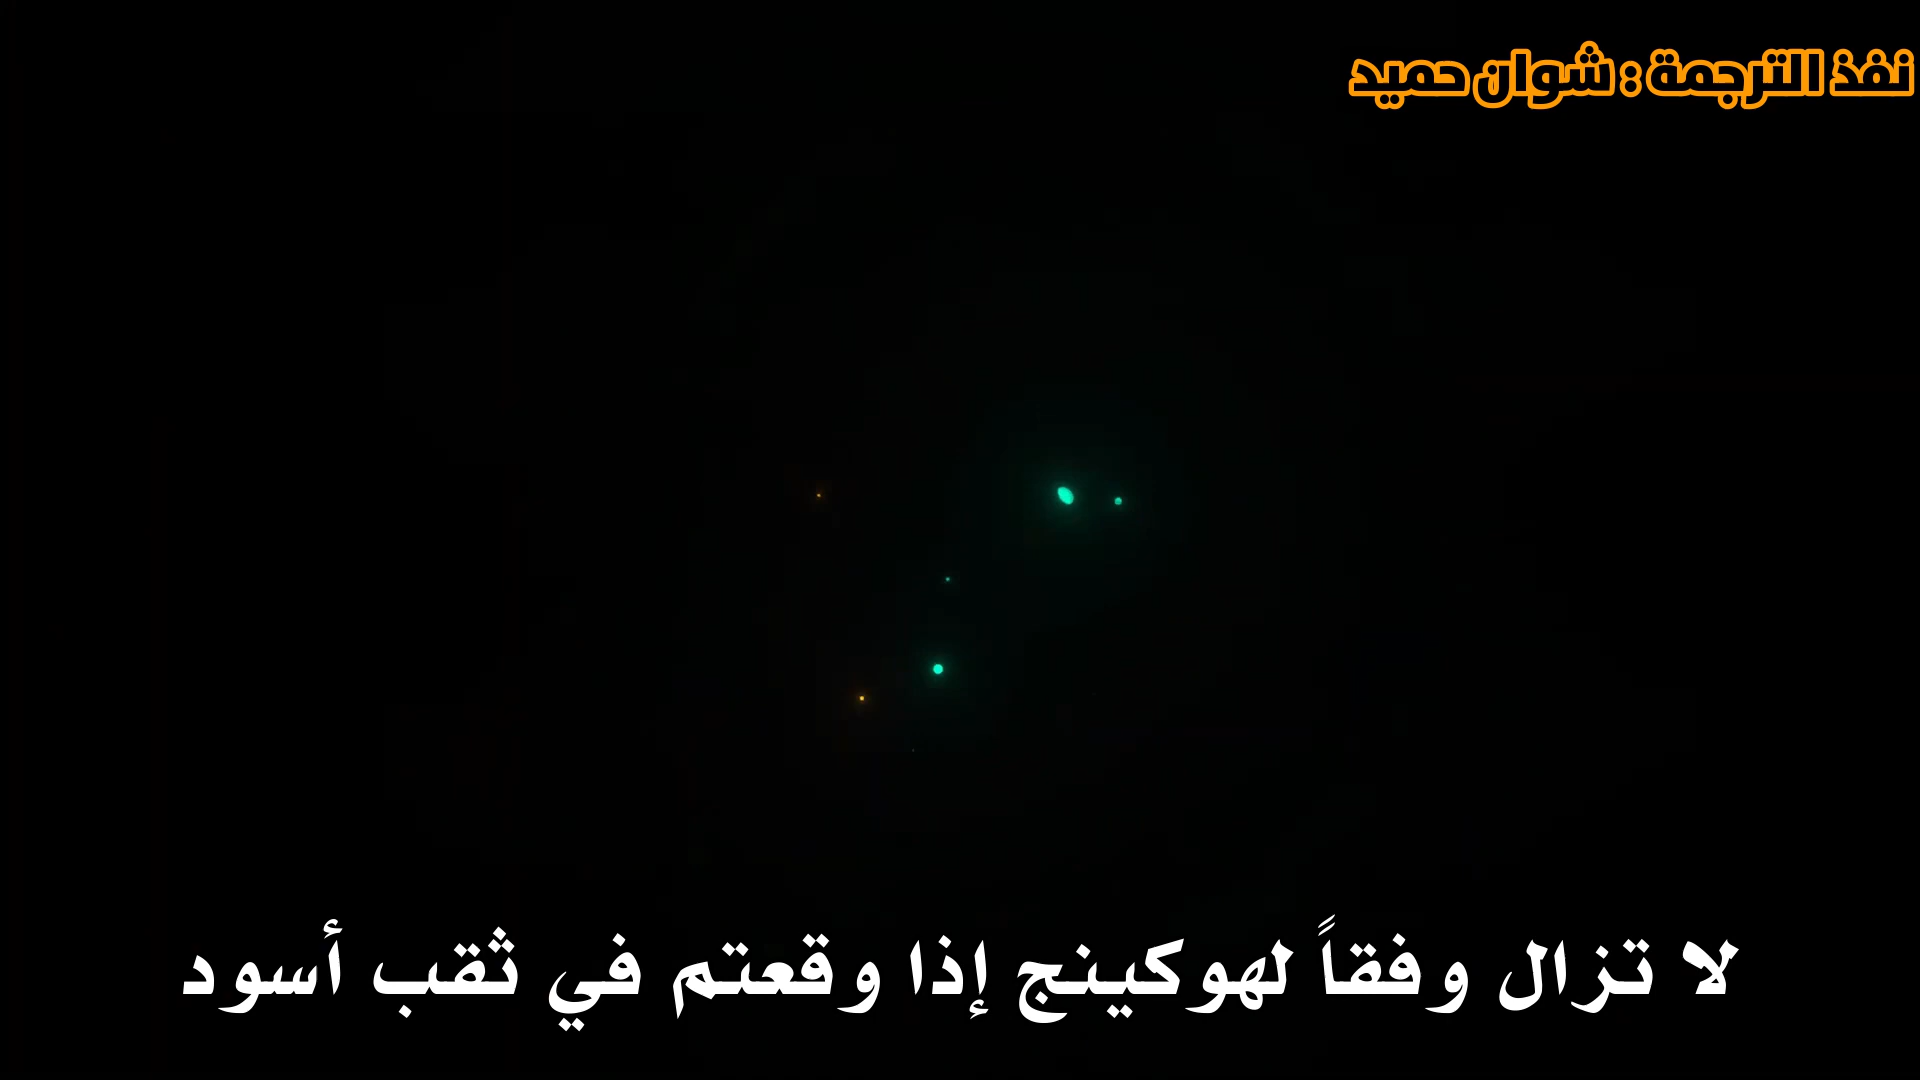 نفذ الترجمة : شوان حميد
لا تزال وفقاً لهوكينج إذا وقعتم في ثقب أسود